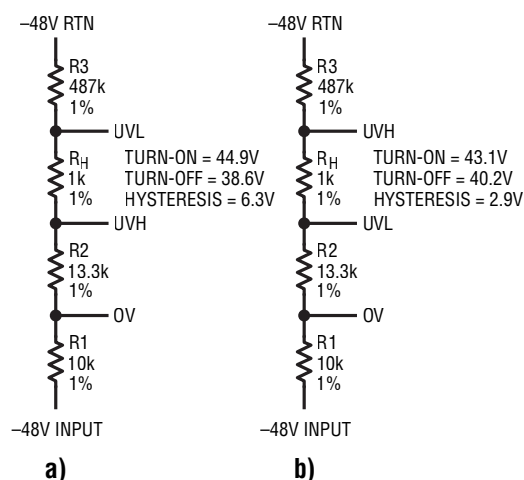 –48V RTN
R3
487k
1%
UVL
RH
1k
1%
TURN-ON = 44.9V
TURN-OFF = 38.6V
HYSTERESIS = 6.3V
UVH
R2
13.3k
1%
OV
R1
10k
1%
–48V INPUT
a)
–48V RTN
R3
487k
1%
UVH
RH
1k
1%
TURN-ON = 43.1V
TURN-OFF = 40.2V
HYSTERESIS = 2.9V
UVL
R2
13.3k
1%
OV
R1
10k
1%
–48V INPUT
b)